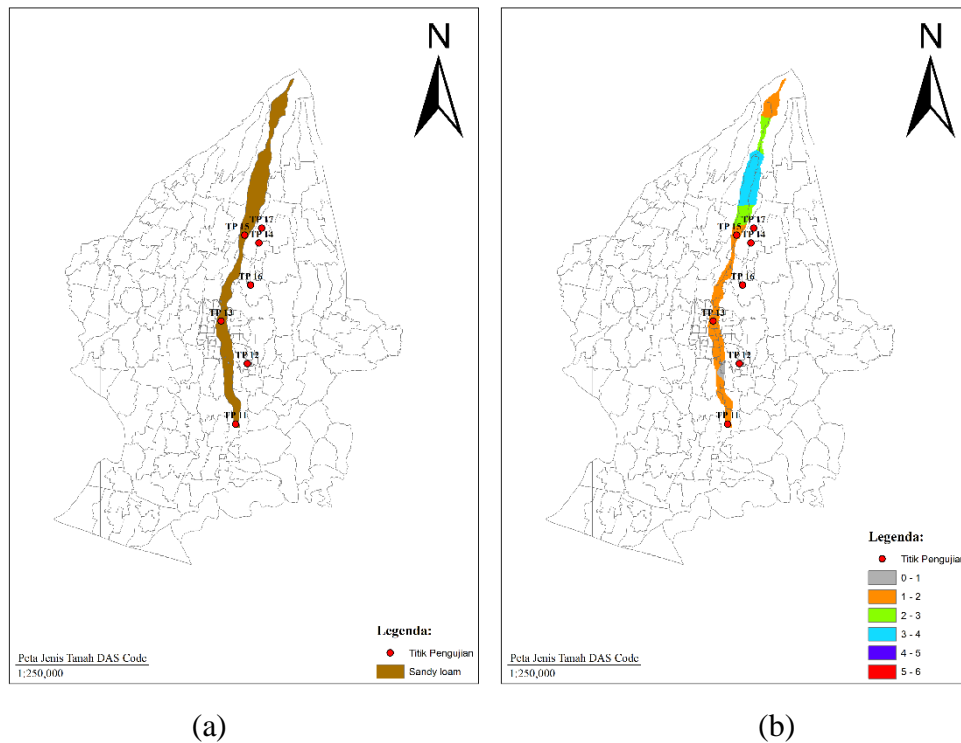 N
TP 17
TP 15
TP 14
TP 16
TP 13
TP 12
TP 11
Legenda:
Titik Pengujian
Sandy loam
Peta Jenis Tanah DAS Code
1:250,000
(a)
N
TP 17
TP 15
TP 14
TP 16
TP 13
TP 12
TP 11
Legenda:
Titik Pengujian
0 - 1
1 - 2
2 - 3
3 - 4
4 - 5
5 - 6
Peta Jenis Tanah DAS Code
1:250,000
(b)